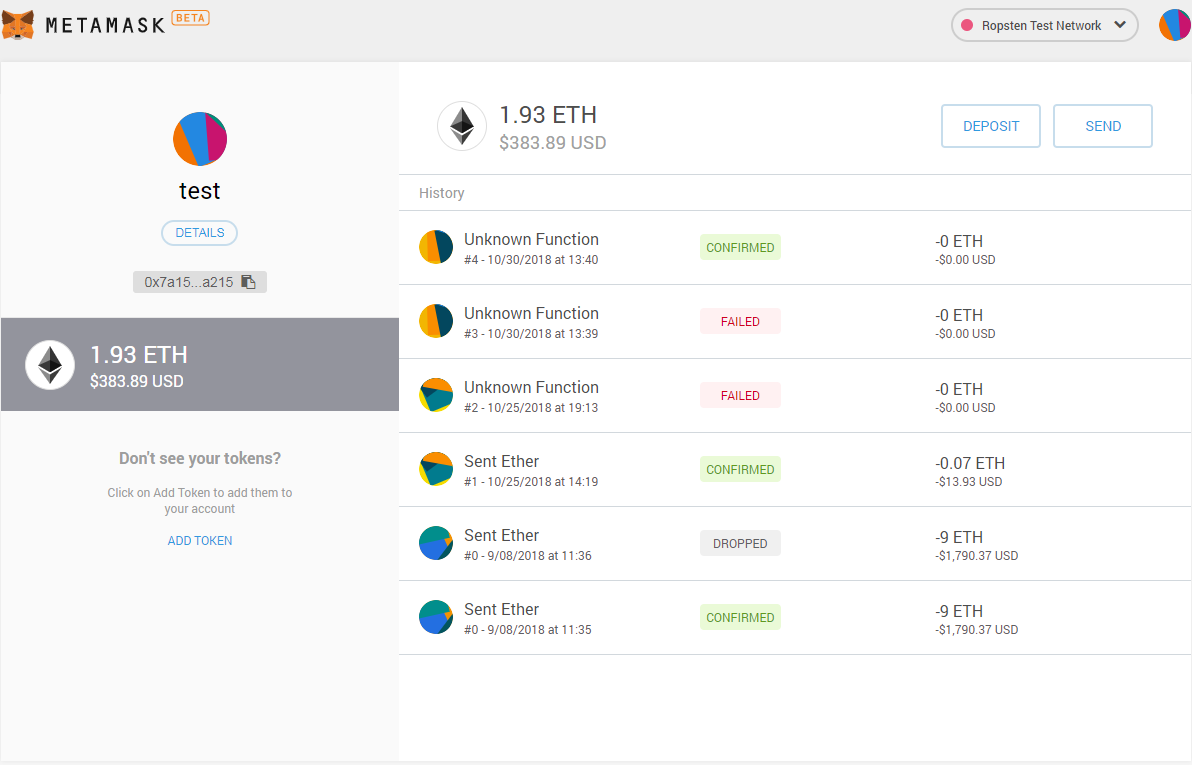 METAMASK BETA
Ropsten Test Network
test
DETAILS
0x7a15...a215
1.93 ETH
$383.89 USD
Don't see your tokens?
Click on Add Token to add them to
your account
ADD TOKEN
1.93 ETH
$383.89 USD
DEPOSIT
SEND
History
Unknown Function
#4 - 10/30/2018 at 13:40
CONFIRMED
-0 ETH
-$0.00 USD
Unknown Function
#3 - 10/30/2018 at 13:39
FAILED
-0 ETH
-$0.00 USD
Unknown Function
#2 - 10/25/2018 at 19:13
FAILED
-0 ETH
-$0.00 USD
Sent Ether
#1 - 10/25/2018 at 14:19
CONFIRMED
-0.07 ETH
-$13.93 USD
Sent Ether
#0 - 9/08/2018 at 11:36
DROPPED
-9 ETH
-$1,790.37 USD
Sent Ether
#0 - 9/08/2018 at 11:35
CONFIRMED
-9 ETH
-$1,790.37 USD